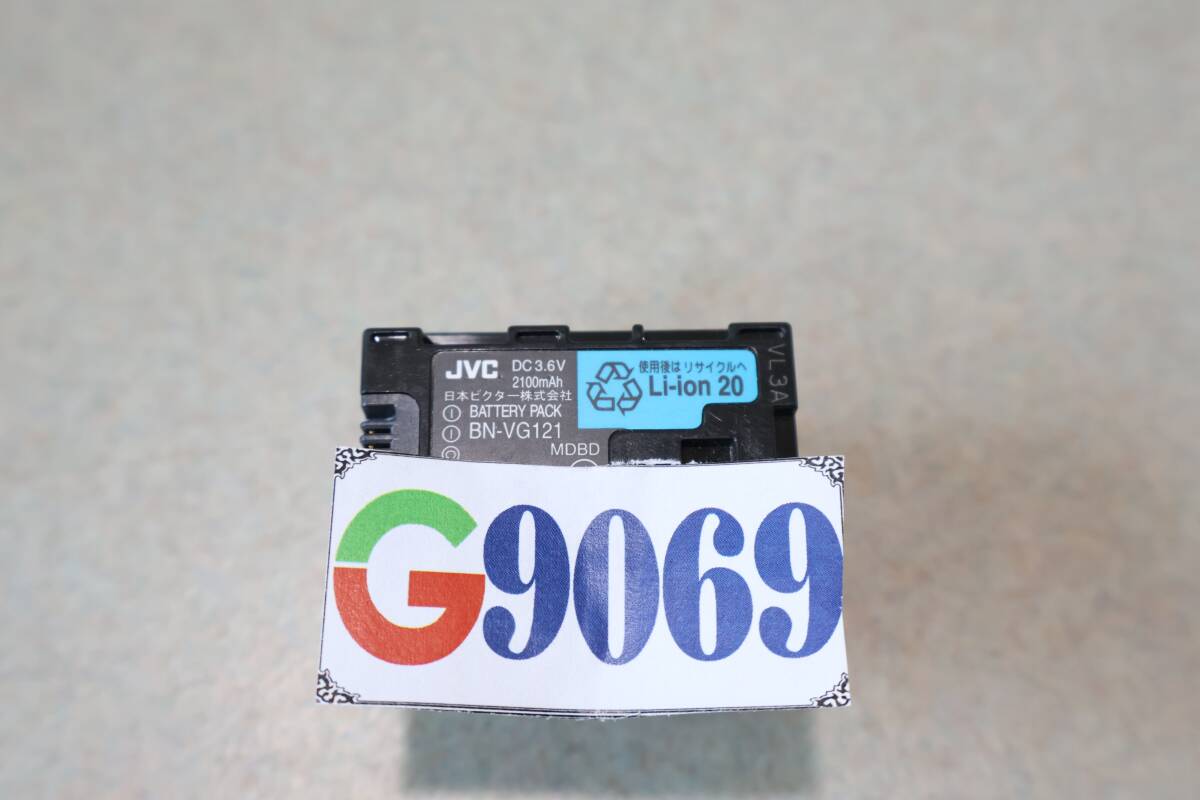 JVC DC 3.6V
2100mAh
日本ビクター株式会社
BATTERY PACK
BN-VG121
MDBD
使用後はリサイクルへ
Li-ion 20
VL3A
G9069